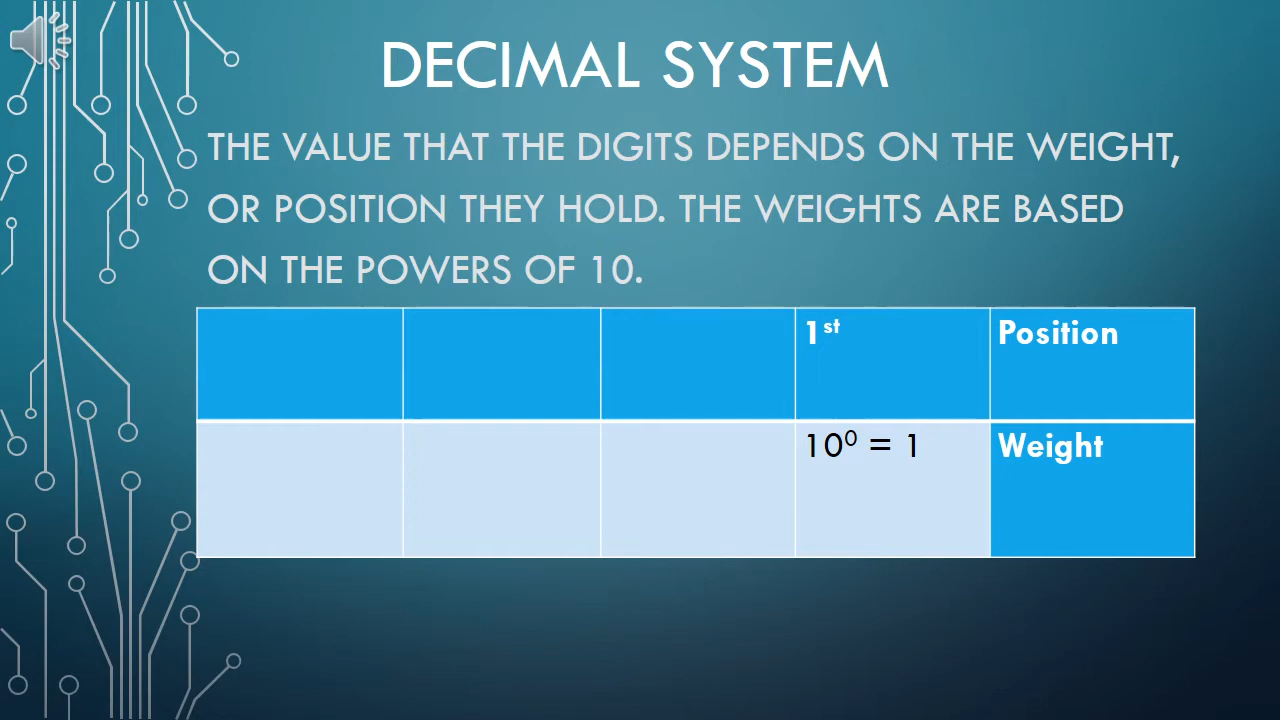 DECIMAL SYSTEM
THE VALUE THAT THE DIGITS DEPENDS ON THE WEIGHT,
OR POSITION THEY HOLD. THE WEIGHTS ARE BASED
ON THE POWERS OF 10.
1st Position
10⁰ = 1 Weight